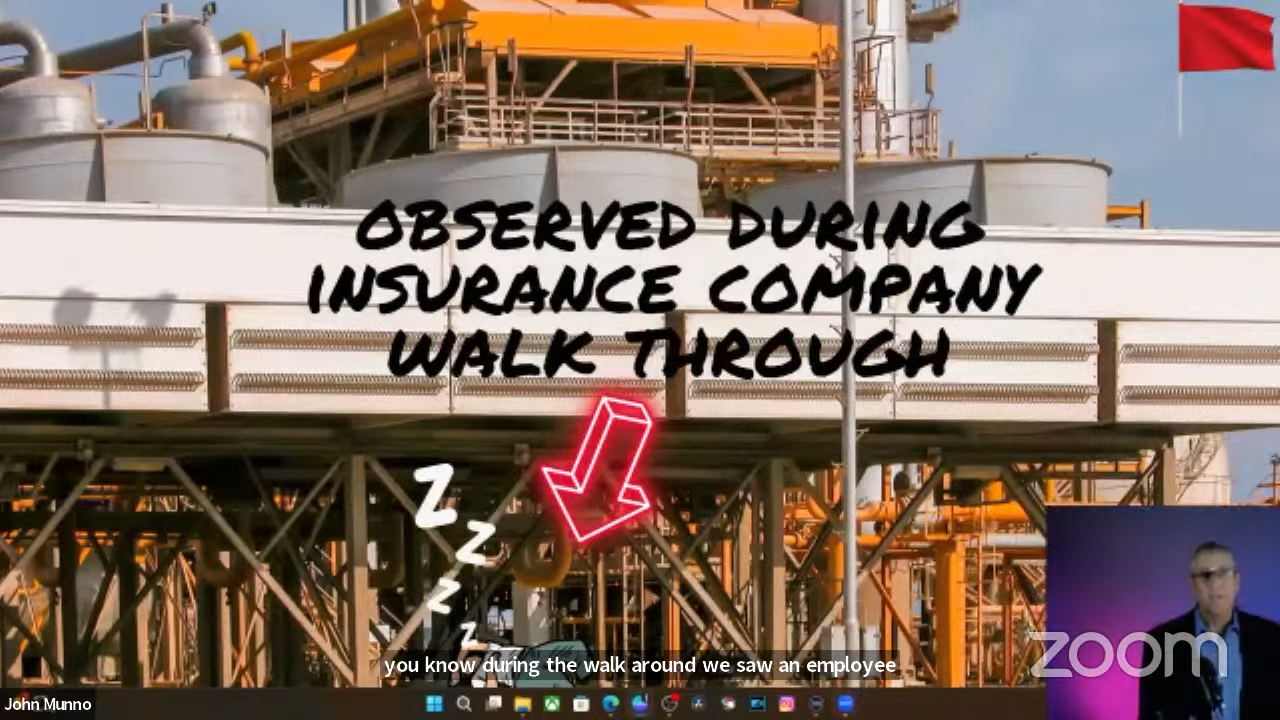 OBSERVED DURING
INSURANCE COMPANY
WALK THROUGH
Z
Z
Z
Z
you know during the walk around we saw an employee
zoom
John Munno